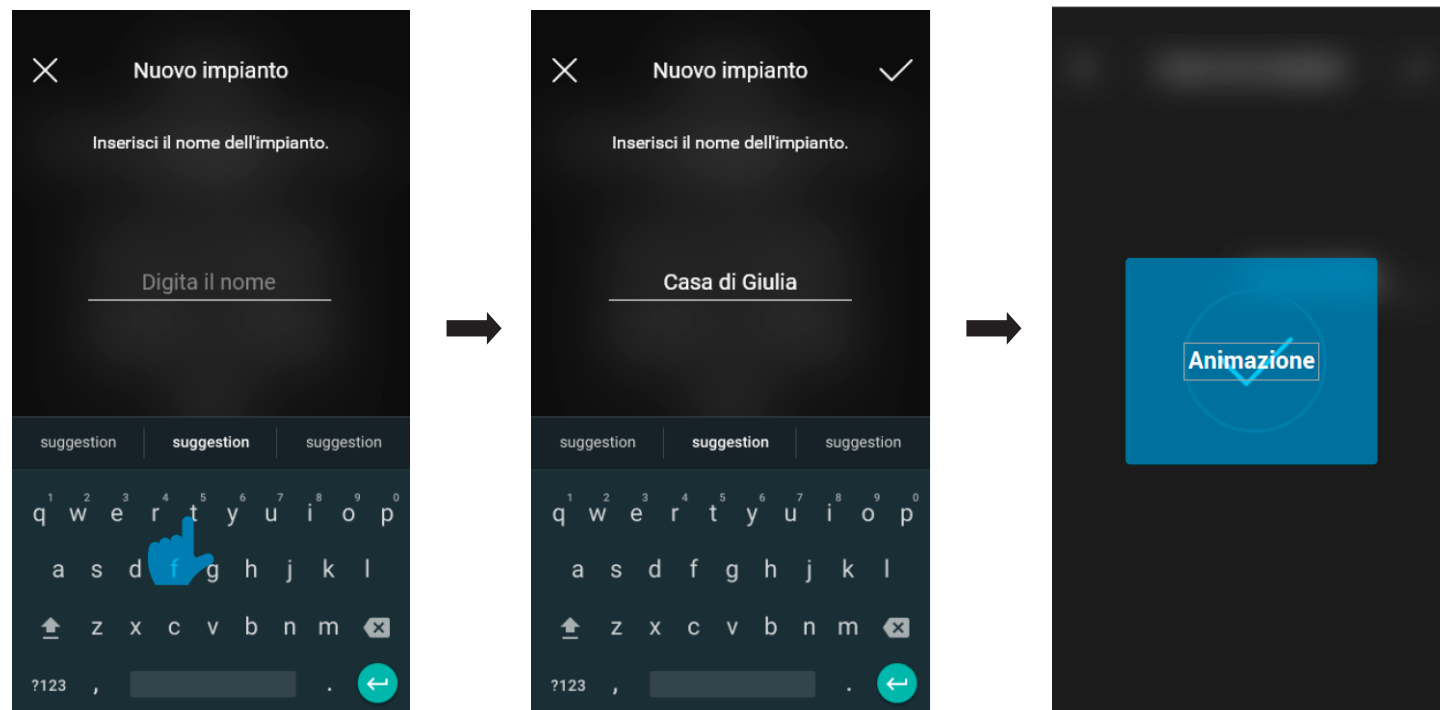 Nuovo impianto
Inserisci il nome dell'impianto.
Digita il nome
suggestion suggestion suggestion
1 2 3 4 5 6 7 8 9 0
q w e r t y u i o p
a s d f g h j k l
z x c v b n m
?123 , .
Nuovo impianto
Inserisci il nome dell'impianto.
Casa di Giulia
suggestion suggestion suggestion
1 2 3 4 5 6 7 8 9 0
q w e r t y u i o p
a s d f g h j k l
z x c v b n m
?123 , .
Animazione